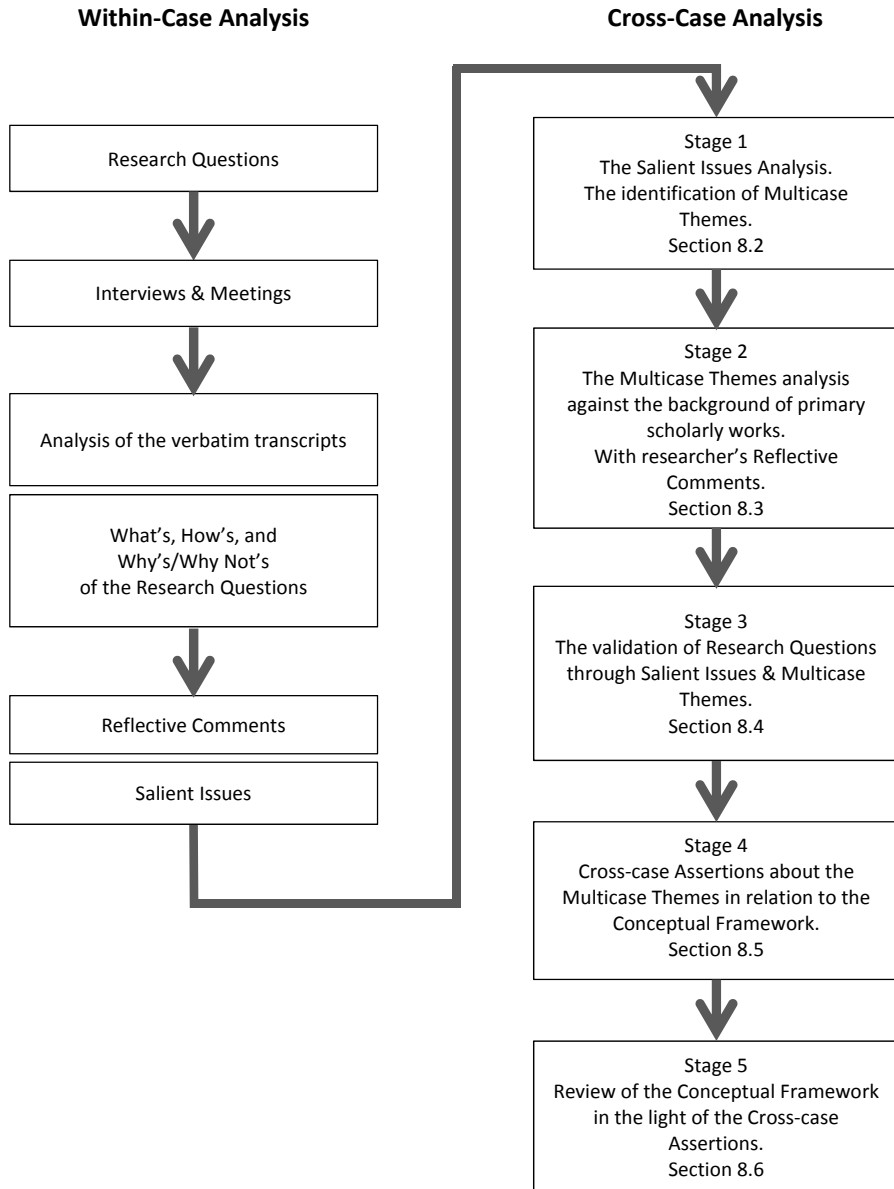 Within-Case Analysis
Research Questions
Interviews & Meetings
Analysis of the verbatim transcripts
What’s, How’s, and
Why’s/Why Not’s
of the Research Questions
Reflective Comments
Salient Issues
Cross-Case Analysis
Stage 1
The Salient Issues Analysis.
The identification of Multicase
Themes.
Section 8.2
Stage 2
The Multicase Themes analysis
against the background of primary
scholarly works.
With researcher’s Reflective
Comments.
Section 8.3
Stage 3
The validation of Research Questions
through Salient Issues & Multicase
Themes.
Section 8.4
Stage 4
Cross-case Assertions about the
Multicase Themes in relation to the
Conceptual Framework.
Section 8.5
Stage 5
Review of the Conceptual Framework
in the light of the Cross-case
Assertions.
Section 8.6